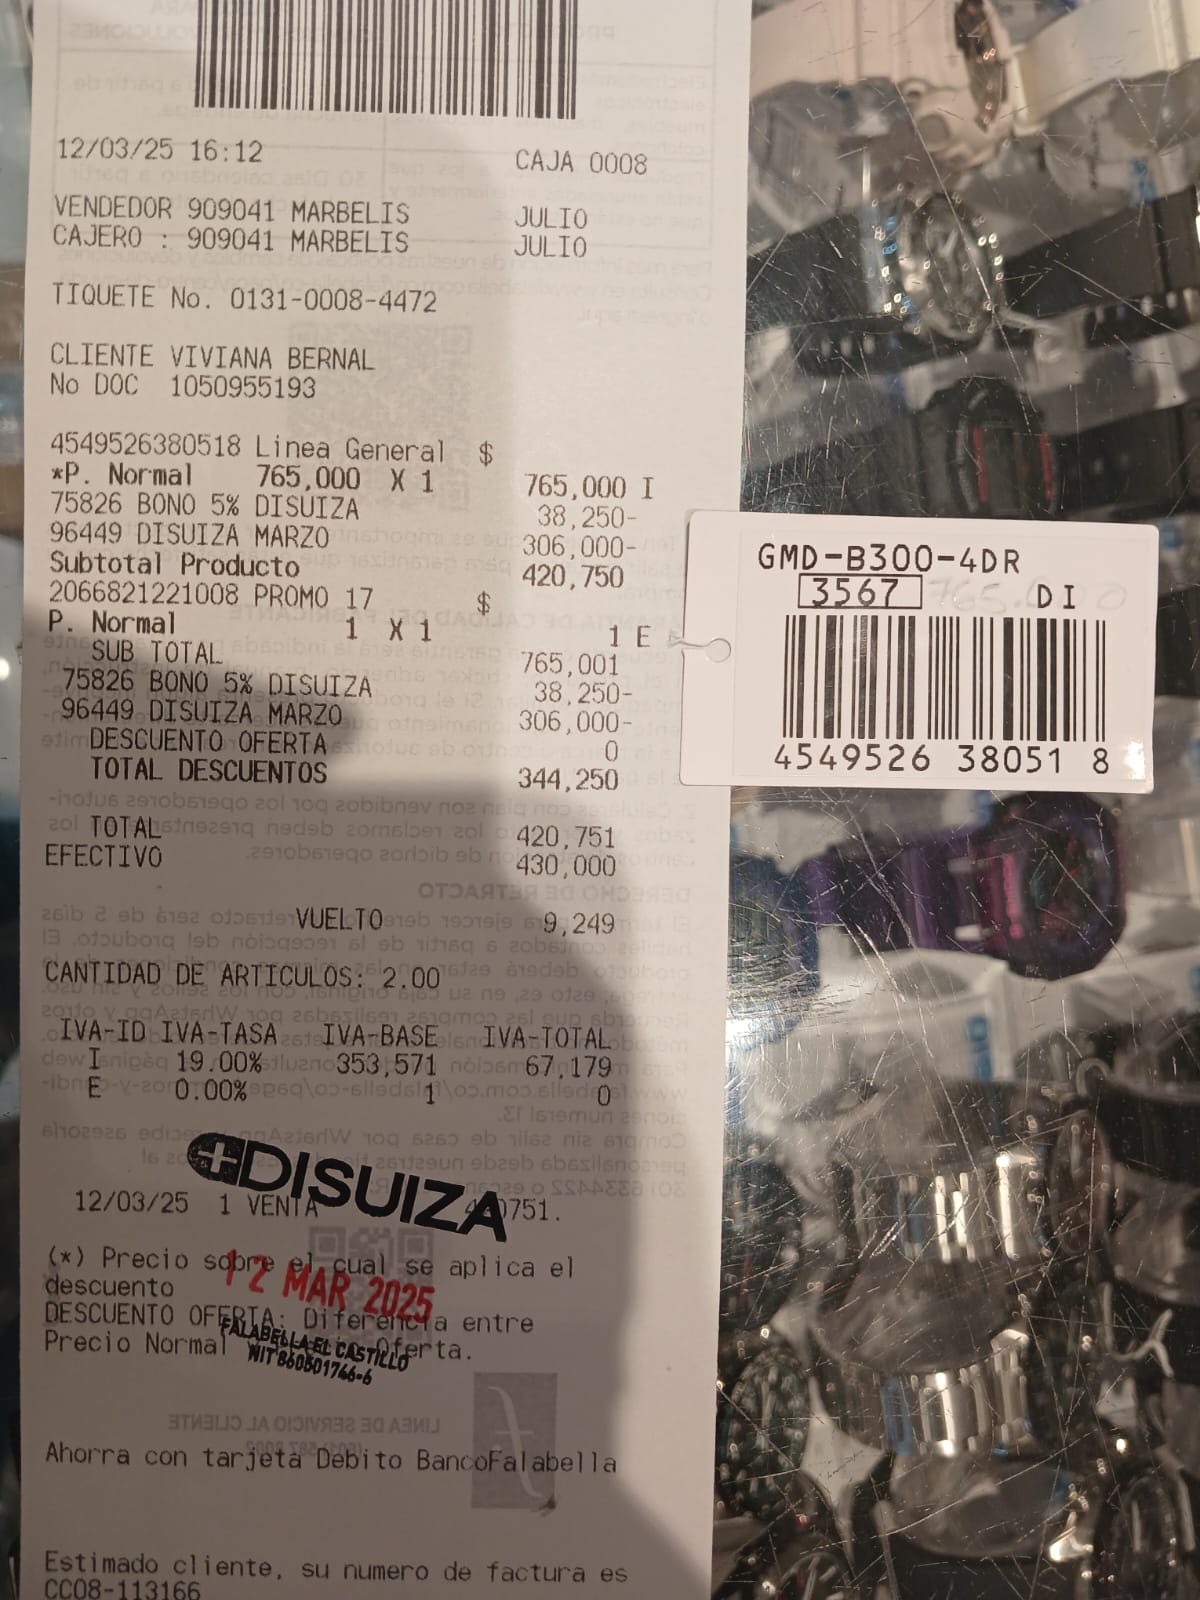 12/03/25 16:12 CAJA 0008
VENDEDOR 909041 MARBELIS JULIO
CAJERO : 909041 MARBELIS JULIO
TIQUETE No. 0131-0008-4472
CLIENTE VIVIANA BERNAL
No DOC 1050955193
4549526380518 Linea General $
*P. Normal 765,000 X 1 765,000 I
75826 BONO 5% DISUIZA 38,250-
96449 DISUIZA MARZO 306,000-
Subtotal Producto 420,750
2066821221008 PROMO 17 $
P. Normal 1 X 1 1 E
SUB TOTAL 765,001
75826 BONO 5% DISUIZA 38,250-
96449 DISUIZA MARZO 306,000-
DESCUENTO OFERTA 0
TOTAL DESCUENTOS 344,250
TOTAL 420,751
EFECTIVO 430,000
VUELTO 9,249
CANTIDAD DE ARTICULOS: 2.00
IVA-ID IVA-TASA IVA-BASE IVA-TOTAL
I 19.00% 353,571 67,179
E 0.00% 1 0
DISUIZA
12/03/25 1 VENTA 751.
(*) Precio sobre el cual se aplica el
descuento
12 MAR 2025
DESCUENTO OFERTA: Diferencia entre
Precio Normal Oferta.
FALABELLA EL CASTILLO
NIT 860501766-6
Ahorra con tarjeta Debito BancoFalabella
Estimado cliente, su numero de factura es
CC08-113166
GMD-B300-4DR
3567 765.000 DI
4549526 38051 8